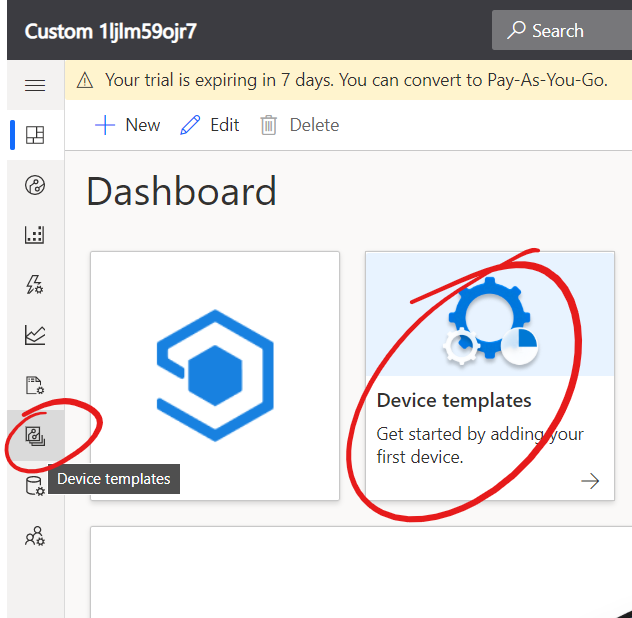 Custom 1ljlm59ojr7
Search
Your trial is expiring in 7 days. You can convert to Pay-As-You-Go.
New
Edit
Delete
Dashboard
Device templates
Get started by adding your
first device.
Device templates